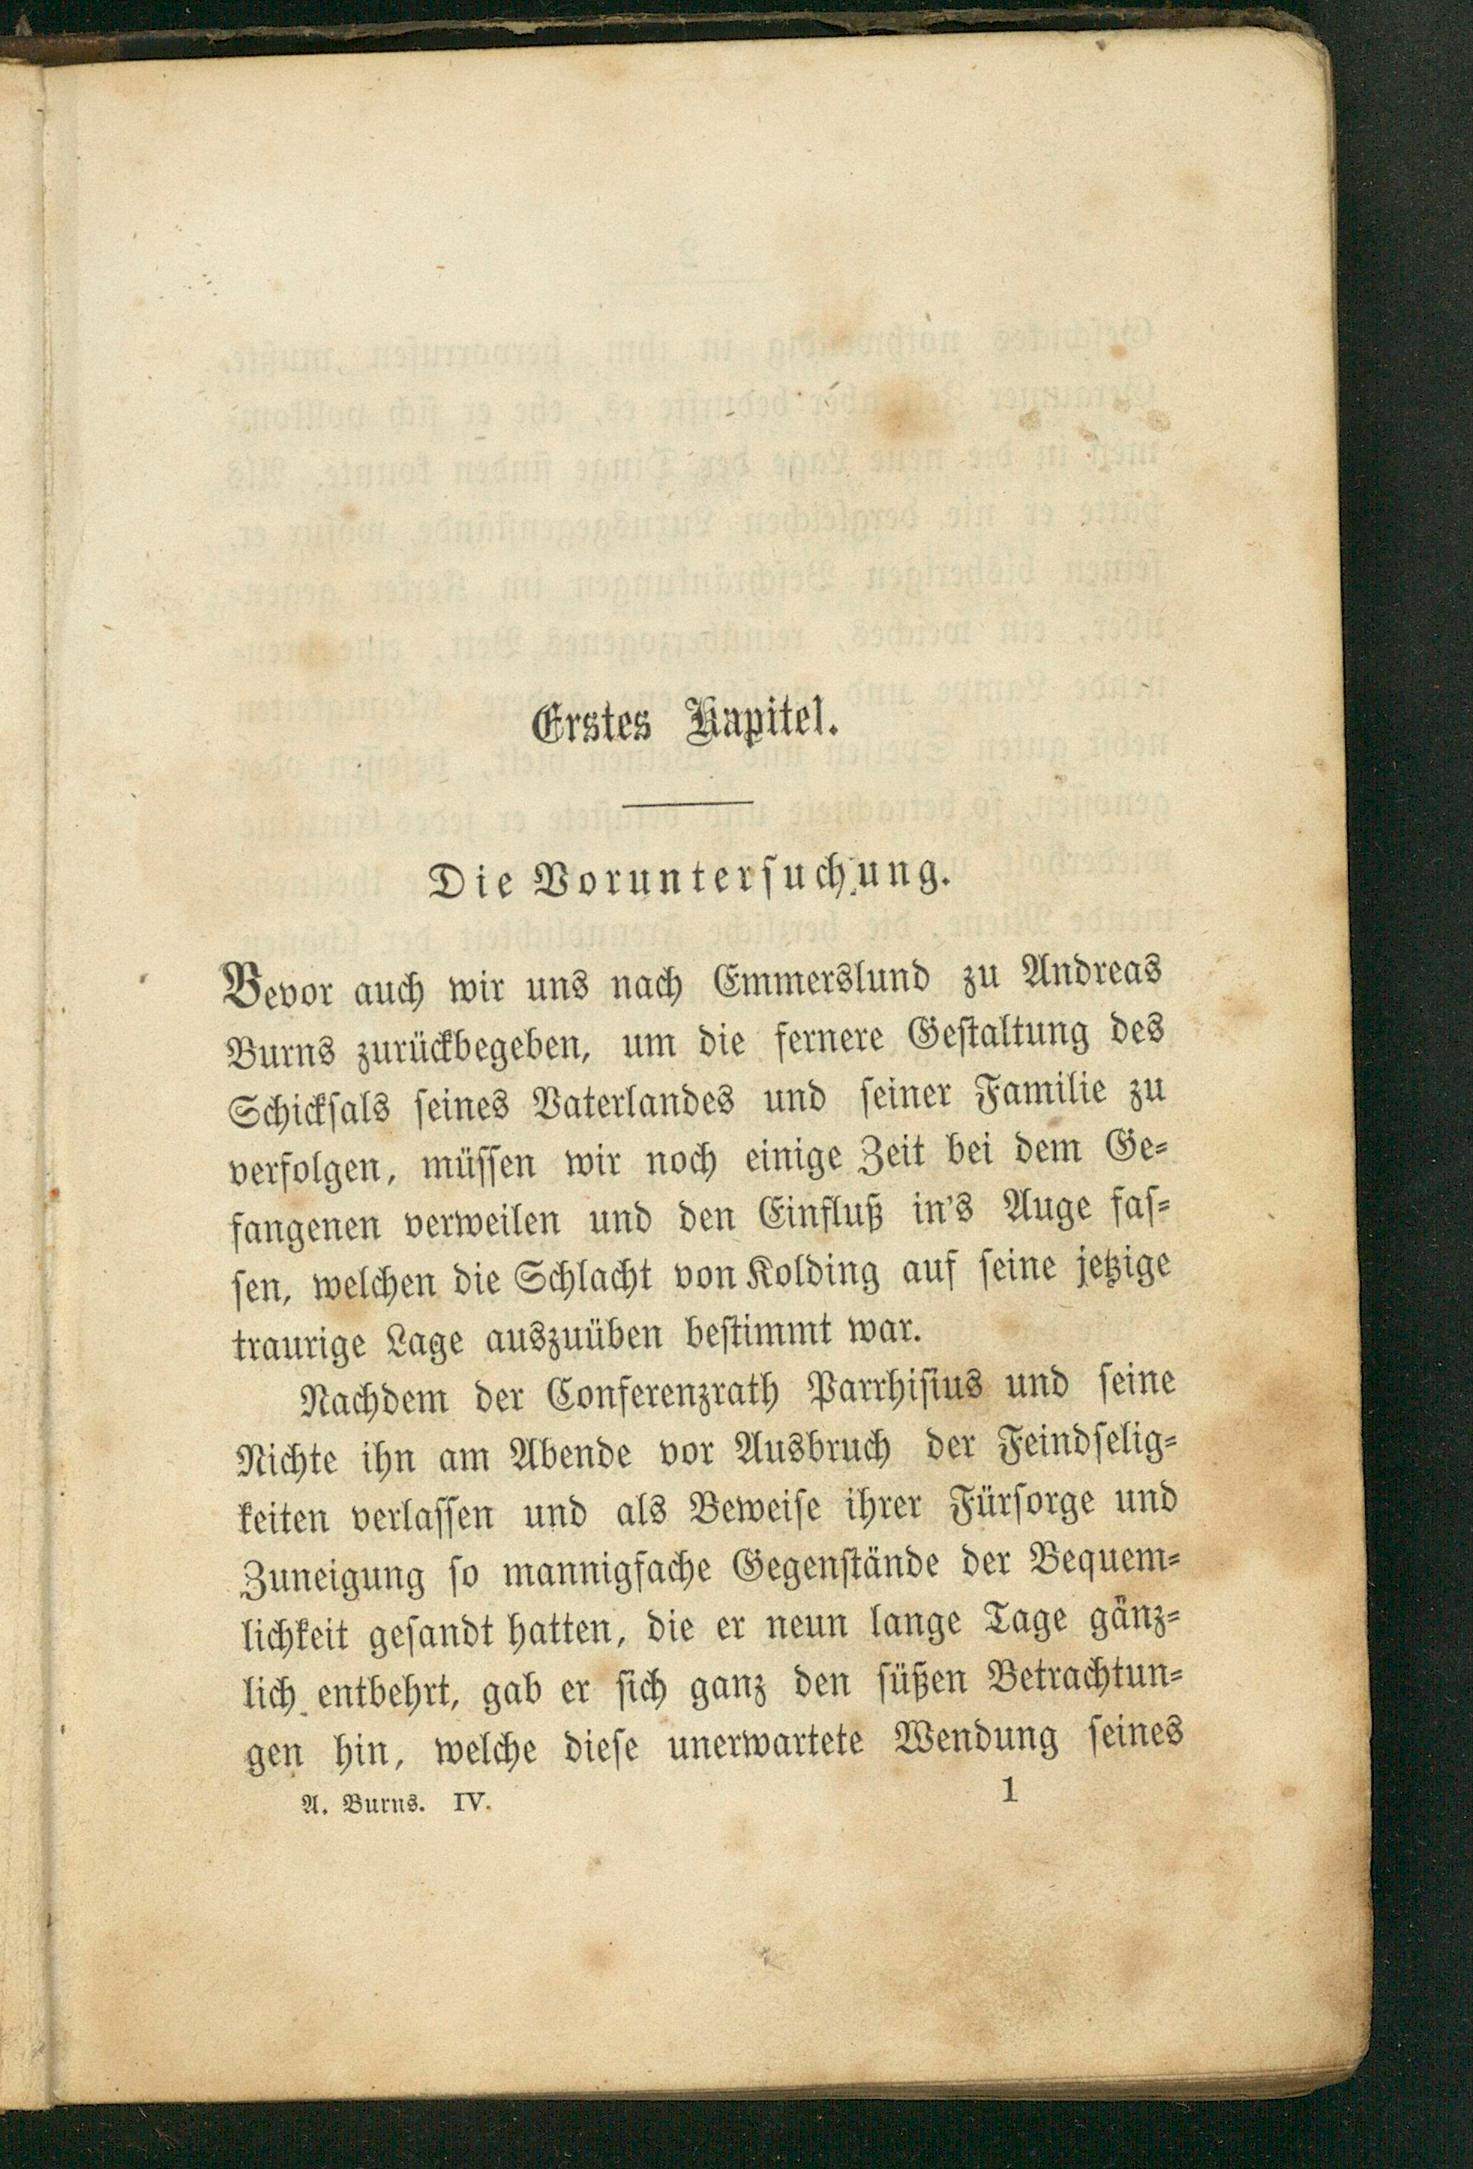 Erstes Kapitel.
Die Voruntersuchung.
Bevor auch wir uns nach Emmerslund zu Andreas
Burns zurückbegeben, um die fernere Gestaltung des
Schicksals seines Vaterlandes und seiner Familie zu
verfolgen, müssen wir noch einige Zeit bei dem Ge-
fangenen verweilen und den Einfluß in's Auge fas-
sen, welchen die Schlacht von Kolding auf seine jetzige
traurige Lage auszuüben bestimmt war.
Nachdem der Conferenzrath Parrhisius und seine
Nichte ihn am Abende vor Ausbruch der Feindselig-
keiten verlassen und als Beweise ihrer Fürsorge und
Zuneigung so mannigfache Gegenstände der Bequem-
lichkeit gesandt hatten, die er neun lange Tage gänz-
lich entbehrt, gab er sich ganz den süßen Betrachtun-
gen hin, welche diese unerwartete Wendung seines
A. Burns. IV. 1